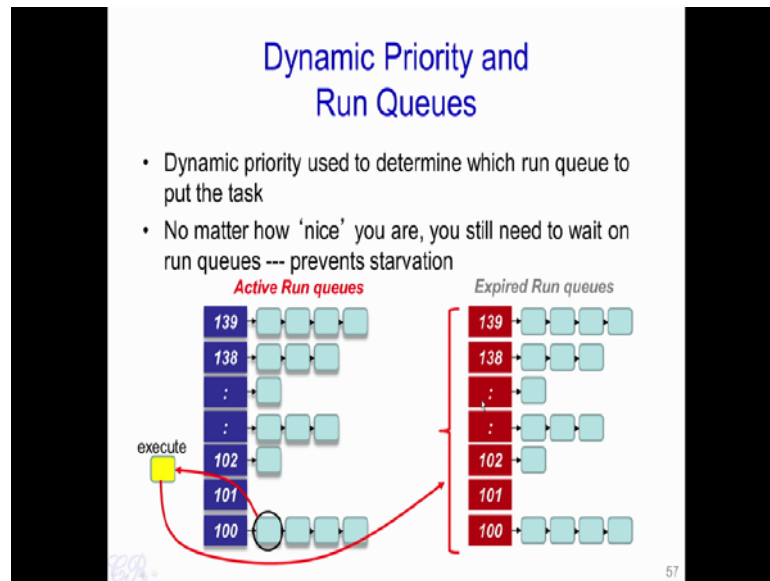 Dynamic Priority and
Run Queues
• Dynamic priority used to determine which run queue to
put the task
• No matter how 'nice' you are, you still need to wait on
run queues --- prevents starvation
Active Run queues
Expired Run queues
139
138
:
:
102
101
100
execute
139
138
:
:
102
101
100
57